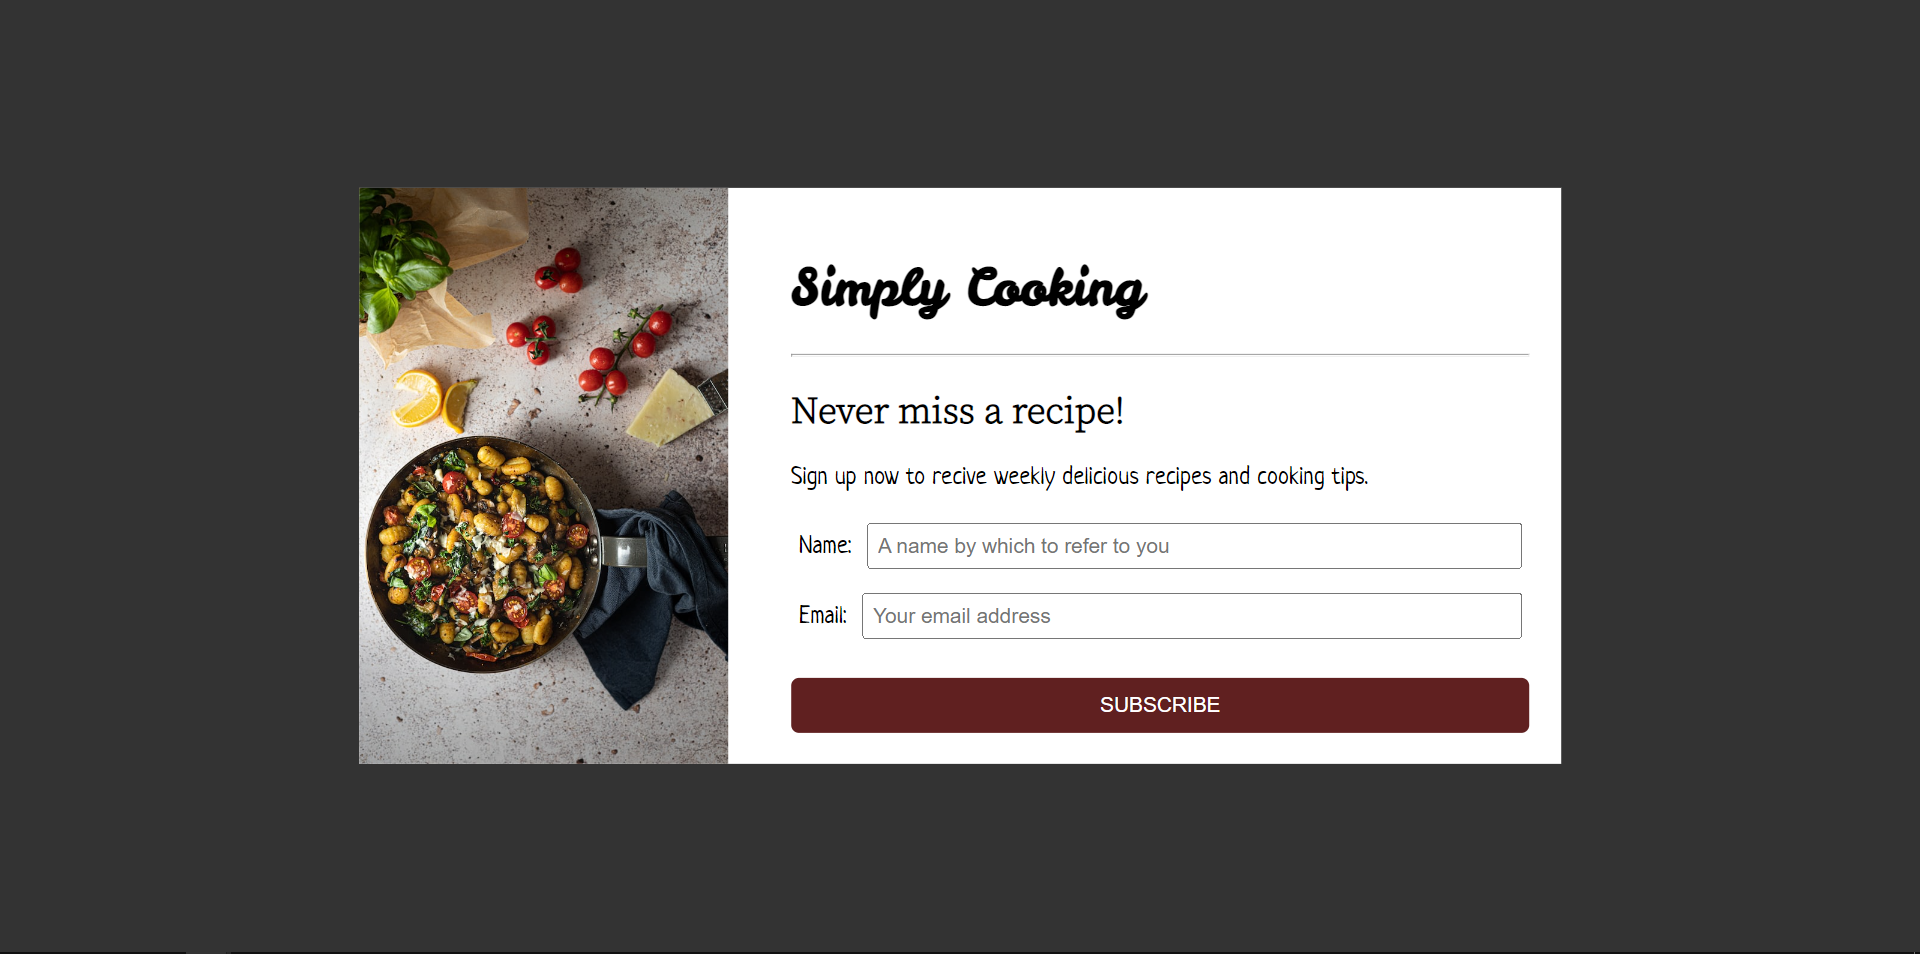 Simply Cooking
Never miss a recipe!
Sign up now to recive weekly delicious recipes and cooking tips.
Name: A name by which to refer to you
Email: Your email address
SUBSCRIBE